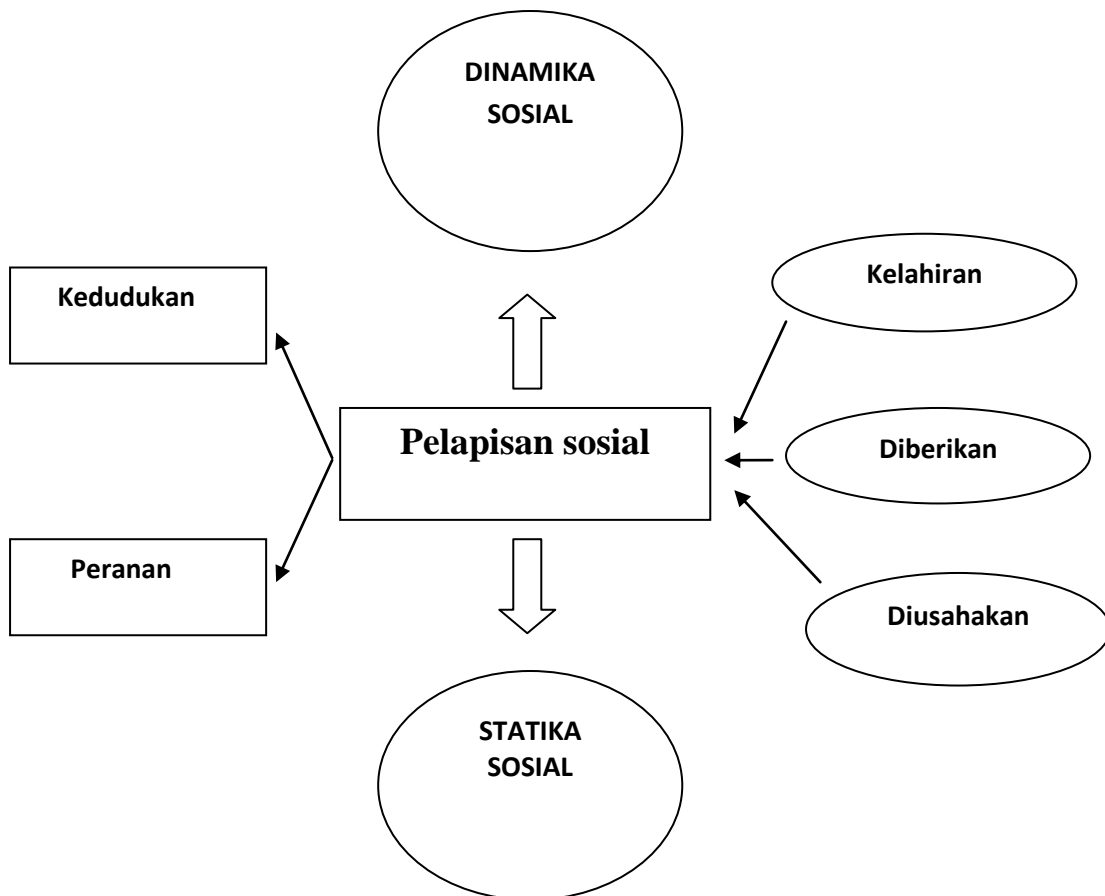 DINAMIKA
SOSIAL
Kedudukan
Kelahiran
Pelapisan sosial
Diberikan
Peranan
Diusahakan
STATIKA
SOSIAL